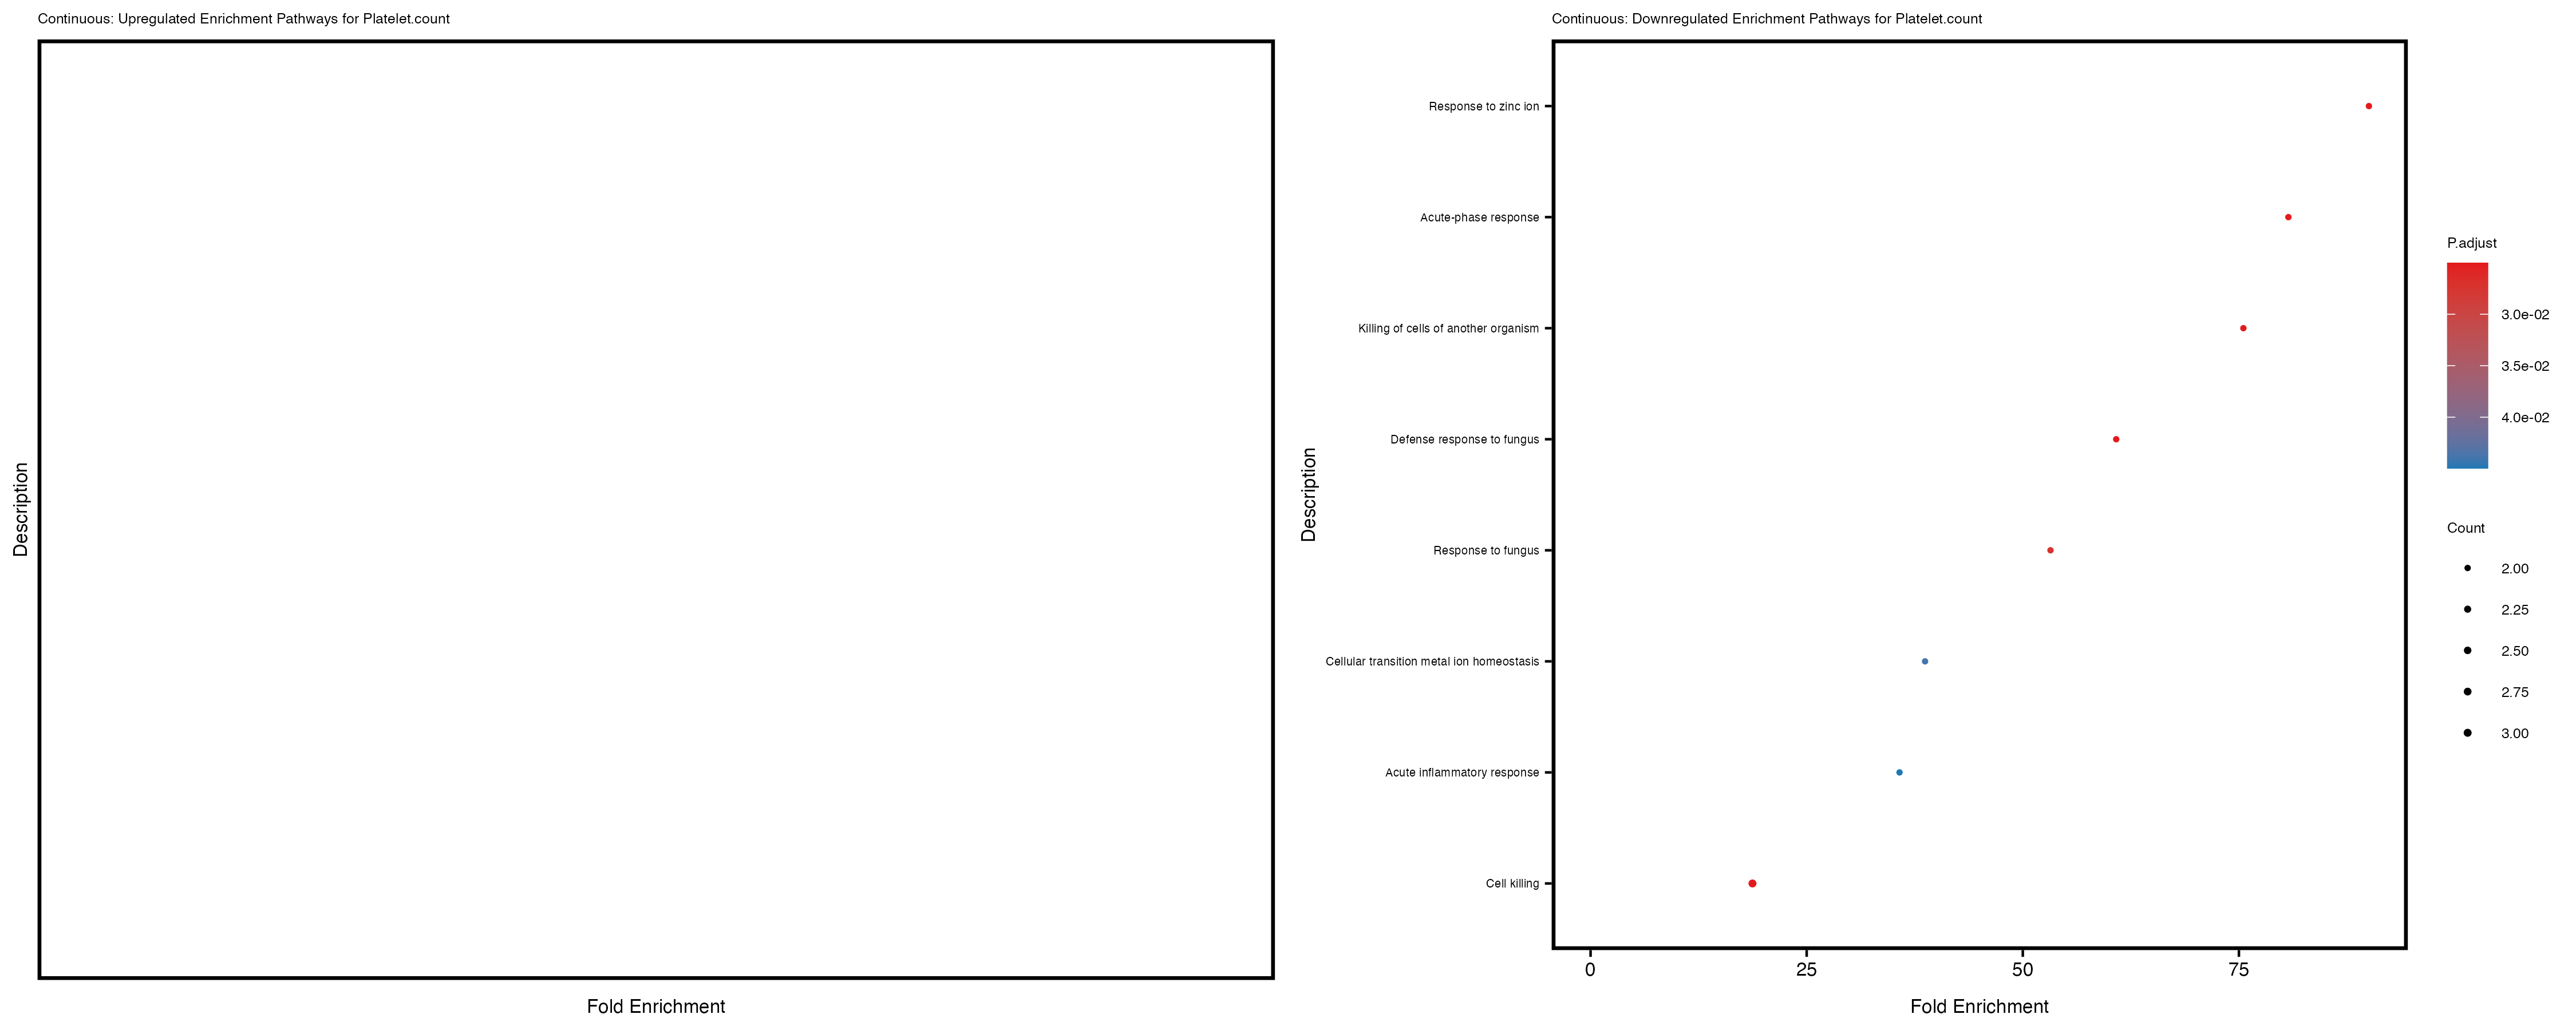 Continuous: Upregulated Enrichment Pathways for Platelet.count
Description
Fold Enrichment
Continuous: Downregulated Enrichment Pathways for Platelet.count
Description
Response to zinc ion
Acute-phase response
Killing of cells of another organism
Defense response to fungus
Response to fungus
Cellular transition metal ion homeostasis
Acute inflammatory response
Cell killing
0 25 50 75
Fold Enrichment
P.adjust
3.0e-02
3.5e-02
4.0e-02
Count
2.00
2.25
2.50
2.75
3.00